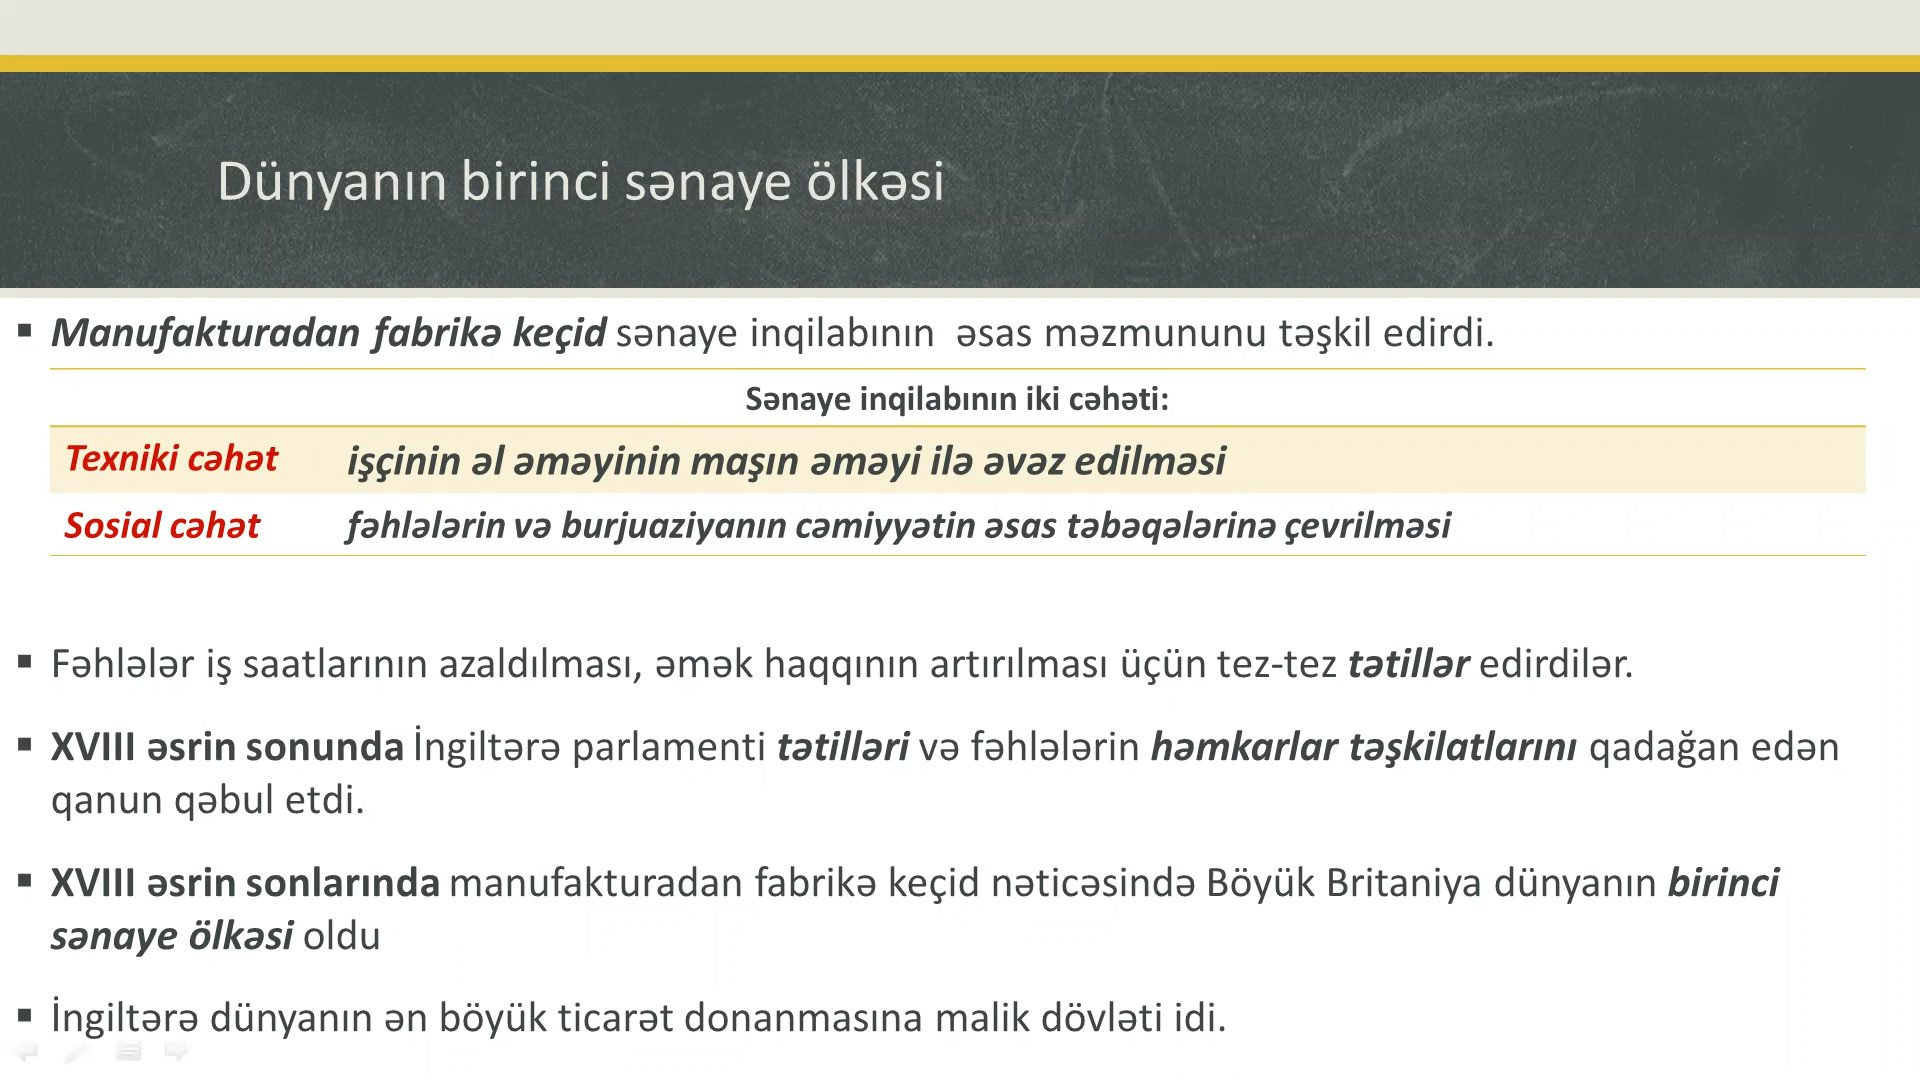 Dünyanın birinci sənaye ölkəsi
▪ Manufakturadan fabrikə keçid sənaye inqilabının əsas məzmununu təşkil edirdi.
Sənaye inqilabının iki cəhəti:
Texniki cəhət işçinin əl əməyinin maşın əməyi ilə əvəz edilməsi
Sosial cəhət fəhlələrin və burjuaziyanın cəmiyyətin əsas təbəqələrinə çevrilməsi
▪ Fəhlələr iş saatlarının azaldılması, əmək haqqının artırılması üçün tez-tez tətillər edirdilər.
▪ XVIII əsrin sonunda İngiltərə parlamenti tətilləri və fəhlələrin həmkarlar təşkilatlarını qadağan edən
qanun qəbul etdi.
▪ XVIII əsrin sonlarında manufakturadan fabrikə keçid nəticəsində Böyük Britaniya dünyanın birinci
sənaye ölkəsi oldu
▪ İngiltərə dünyanın ən böyük ticarət donanmasına malik dövləti idi.